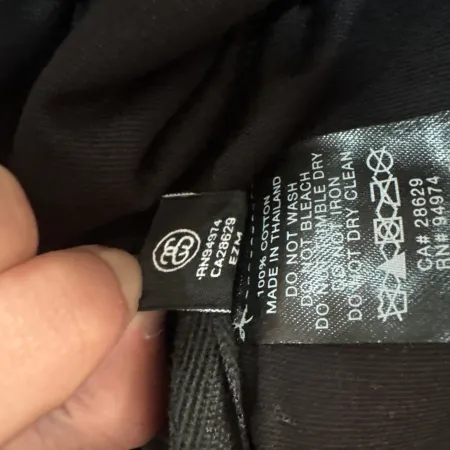 RN94974
CA28629
100% COTTON
MADE IN THAILAND
DO NOT WASH
DO NOT BLEACH
DO NOT TUMBLE DRY
DO NOT IRON
DO NOT DRY CLEAN
CA# 28629
RN# 94974